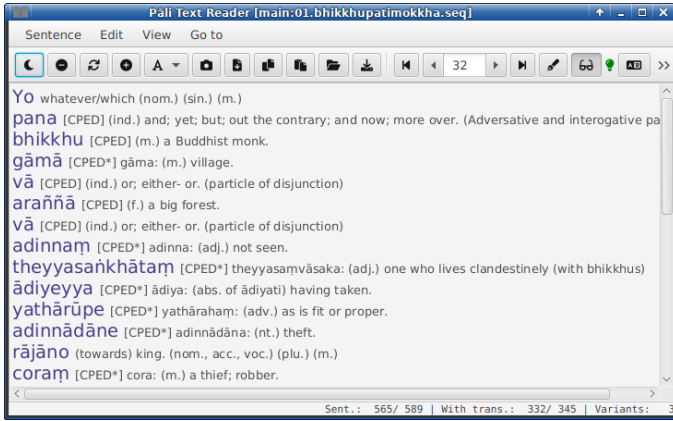 Pāli Text Reader [main:01.bhikkhupatimokkha.seq]
Sentence Edit View Go to
A 32 >>
Yo whatever/which (nom.) (sin.) (m.)
pana [CPED] (ind.) and; yet; but; out the contrary; and now; more over. (Adversative and interogative pa
bhikkhu [CPED] (m.) a Buddhist monk.
gāmā [CPED*] gāma: (m.) village.
vā [CPED] (ind.) or; either- or. (particle of disjunction)
araññā [CPED] (f.) a big forest.
vā [CPED] (ind.) or; either- or. (particle of disjunction)
adinnaṃ [CPED*] adinna: (adj.) not seen.
theyyasaṅkhātaṃ [CPED*] theyyasaṃvāsaka: (adj.) one who lives clandestinely (with bhikkhus)
ādiyeyya [CPED*] ādiya: (abs. of ādiyati) having taken.
yathārūpe [CPED*] yathārahaṃ: (adv.) as is fit or proper.
adinnādāne [CPED*] adinnādāna: (nt.) theft.
rājāno (towards) king. (nom., acc., voc.) (plu.) (m.)
coraṃ [CPED*] cora: (m.) a thief; robber.
Sent.: 565/ 589 | With trans.: 332/ 345 | Variants: 3